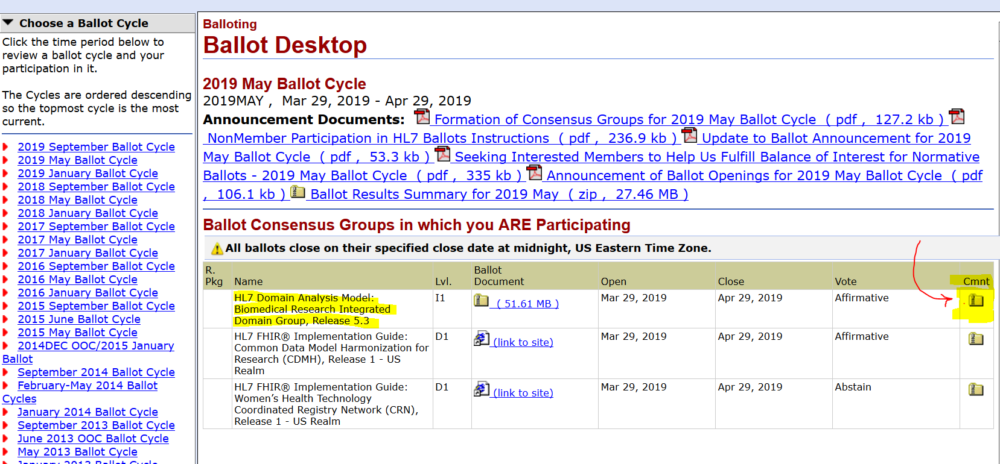 Choose a Ballot Cycle
Click the time period below to
review a ballot cycle and your
participation in it.
The Cycles are ordered descending
so the topmost cycle is the most
current.
2019 September Ballot Cycle
2019 May Ballot Cycle
2019 January Ballot Cycle
2018 September Ballot Cycle
2018 May Ballot Cycle
2018 January Ballot Cycle
2017 September Ballot Cycle
2017 May Ballot Cycle
2017 January Ballot Cycle
2016 September Ballot Cycle
2016 May Ballot Cycle
2016 January Ballot Cycle
2015 September Ballot Cycle
2015 June Ballot Cycle
2015 May Ballot Cycle
2014DEC OOC/2015 January
Ballot
September 2014 Ballot Cycle
February-May 2014 Ballot
Cycles
January 2014 Ballot Cycle
September 2013 Ballot Cycle
June 2013 OOC Ballot Cycle
May 2013 Ballot Cycle
January 2013 Ballot Cycle
Balloting
Ballot Desktop
2019 May Ballot Cycle
2019MAY , Mar 29, 2019 - Apr 29, 2019
Announcement Documents: Formation of Consensus Groups for 2019 May Ballot Cycle ( pdf , 127.2 kb )
NonMember Participation in HL7 Ballots Instructions ( pdf , 236.9 kb ) Update to Ballot Announcement for 2019
May Ballot Cycle ( pdf , 53.3 kb ) Seeking Interested Members to Help Us Fulfill Balance of Interest for Normative
Ballots - 2019 May Ballot Cycle ( pdf , 335 kb ) Announcement of Ballot Openings for 2019 May Ballot Cycle ( pdf
, 106.1 kb ) Ballot Results Summary for 2019 May ( zip , 27.46 MB )
Ballot Consensus Groups in which you ARE Participating
All ballots close on their specified close date at midnight, US Eastern Time Zone.
R. Ballot
Pkg Name Lvl. Document Open Close Vote Cmnt
HL7 Domain Analysis Model: I1 ( 51.61 MB ) Mar 29, 2019 Apr 29, 2019 Affirmative
Biomedical Research Integrated
Domain Group, Release 5.3
HL7 FHIR® Implementation Guide: D1 (link to site) Mar 29, 2019 Apr 29, 2019 Affirmative
Common Data Model Harmonization for
Research (CDMH), Release 1 - US
Realm
HL7 FHIR® Implementation Guide: D1 (link to site) Mar 29, 2019 Apr 29, 2019 Abstain
Women’s Health Technology
Coordinated Registry Network (CRN),
Release 1 - US Realm